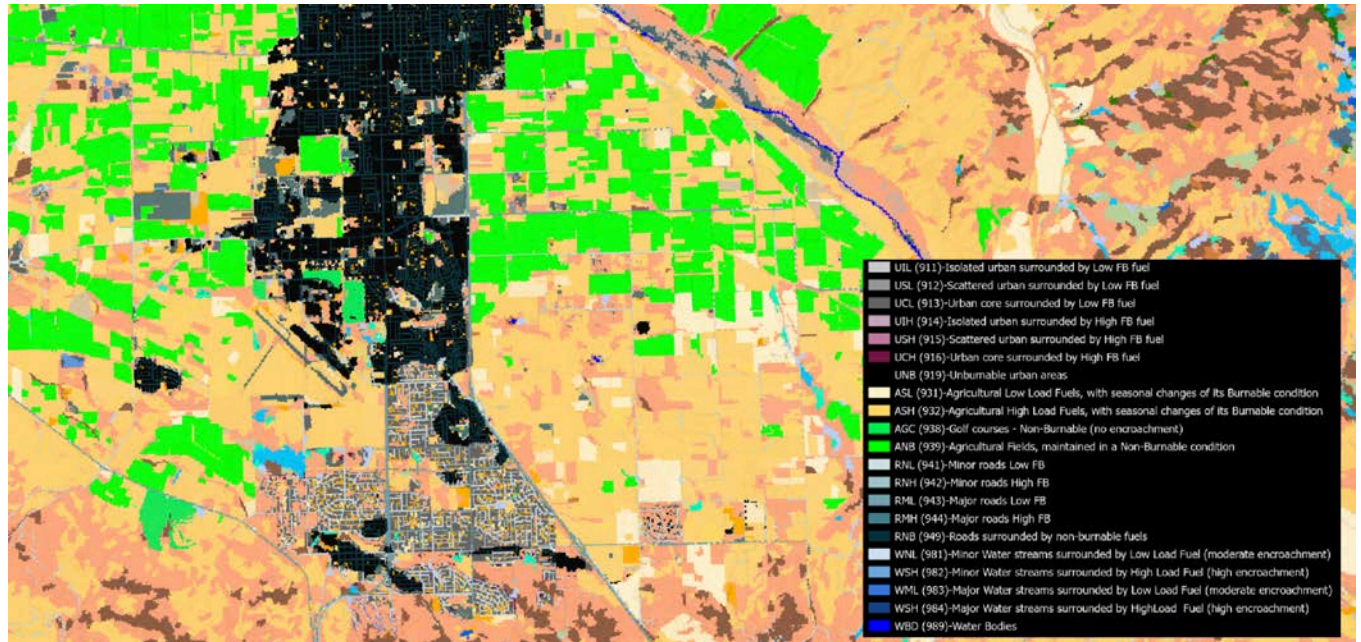 UIL (911)-Isolated urban surrounded by Low FB fuel
USL (912)-Scattered urban surrounded by Low FB fuel
UCL (913)-Urban core surrounded by Low FB fuel
UIH (914)-Isolated urban surrounded by High FB fuel
USH (915)-Scattered urban surrounded by High FB fuel
UCH (916)-Urban core surrounded by High FB fuel
UNB (919)-Unburnable urban areas
ASL (931)-Agricultural Low Load Fuels, with seasonal changes of its Burnable condition
ASH (932)-Agricultural High Load Fuels, with seasonal changes of its Burnable condition
AGC (938)-Golf courses - Non-Burnable (no encroachment)
ANB (939)-Agricultural Fields, maintained in a Non-Burnable condition
RNL (941)-Minor roads Low FB
RNH (942)-Minor roads High FB
RML (943)-Major roads Low FB
RMH (944)-Major roads High FB
RNB (949)-Roads surrounded by non-burnable fuels
WNL (981)-Minor Water streams surrounded by Low Load Fuel (moderate encroachment)
WSH (982)-Minor Water streams surrounded by High Load Fuel (high encroachment)
WML (983)-Major Water streams surrounded by Low Load Fuel (moderate encroachment)
WSH (984)-Major Water streams surrounded by HighLoad Fuel (high encroachment)
WBD (989)-Water Bodies